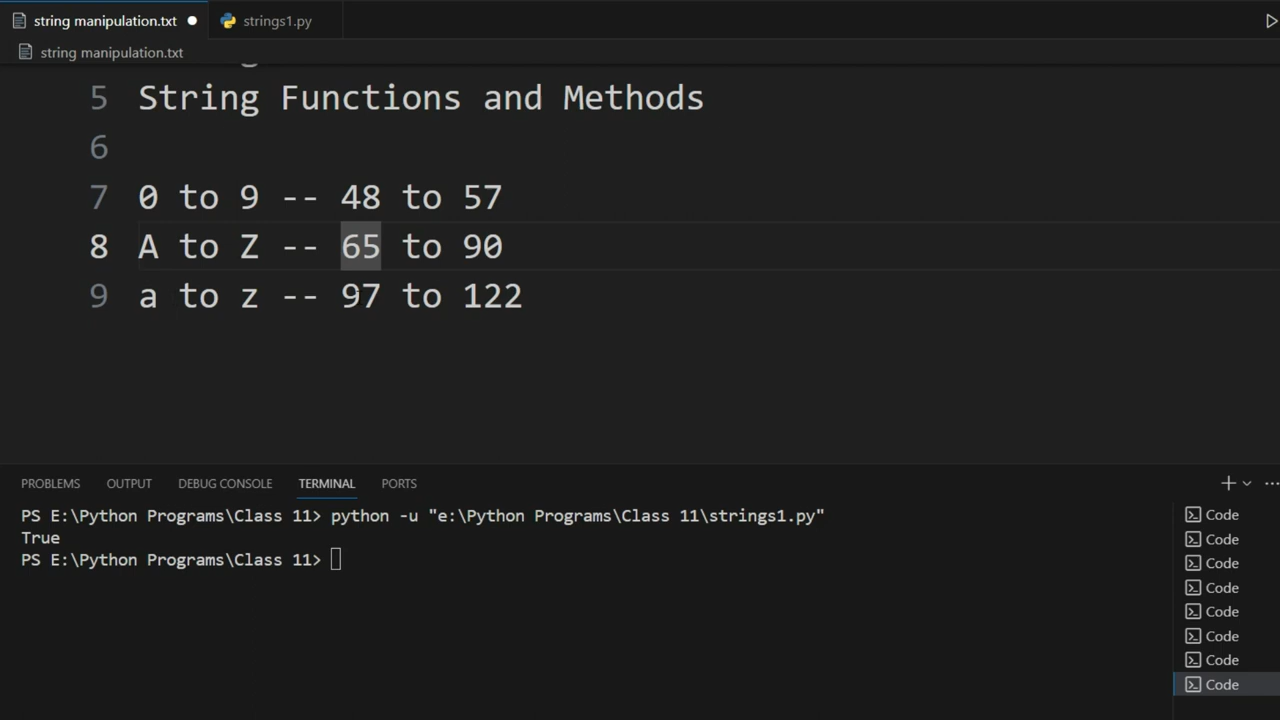 string manipulation.txt
strings1.py
string manipulation.txt
5 String Functions and Methods
6
7 0 to 9 -- 48 to 57
8 A to Z -- 65 to 90
9 a to z -- 97 to 122
PROBLEMS OUTPUT DEBUG CONSOLE TERMINAL PORTS
PS E:\Python Programs\Class 11> python -u "e:\Python Programs\Class 11\strings1.py"
True
PS E:\Python Programs\Class 11>
Code
Code
Code
Code
Code
Code
Code
Code